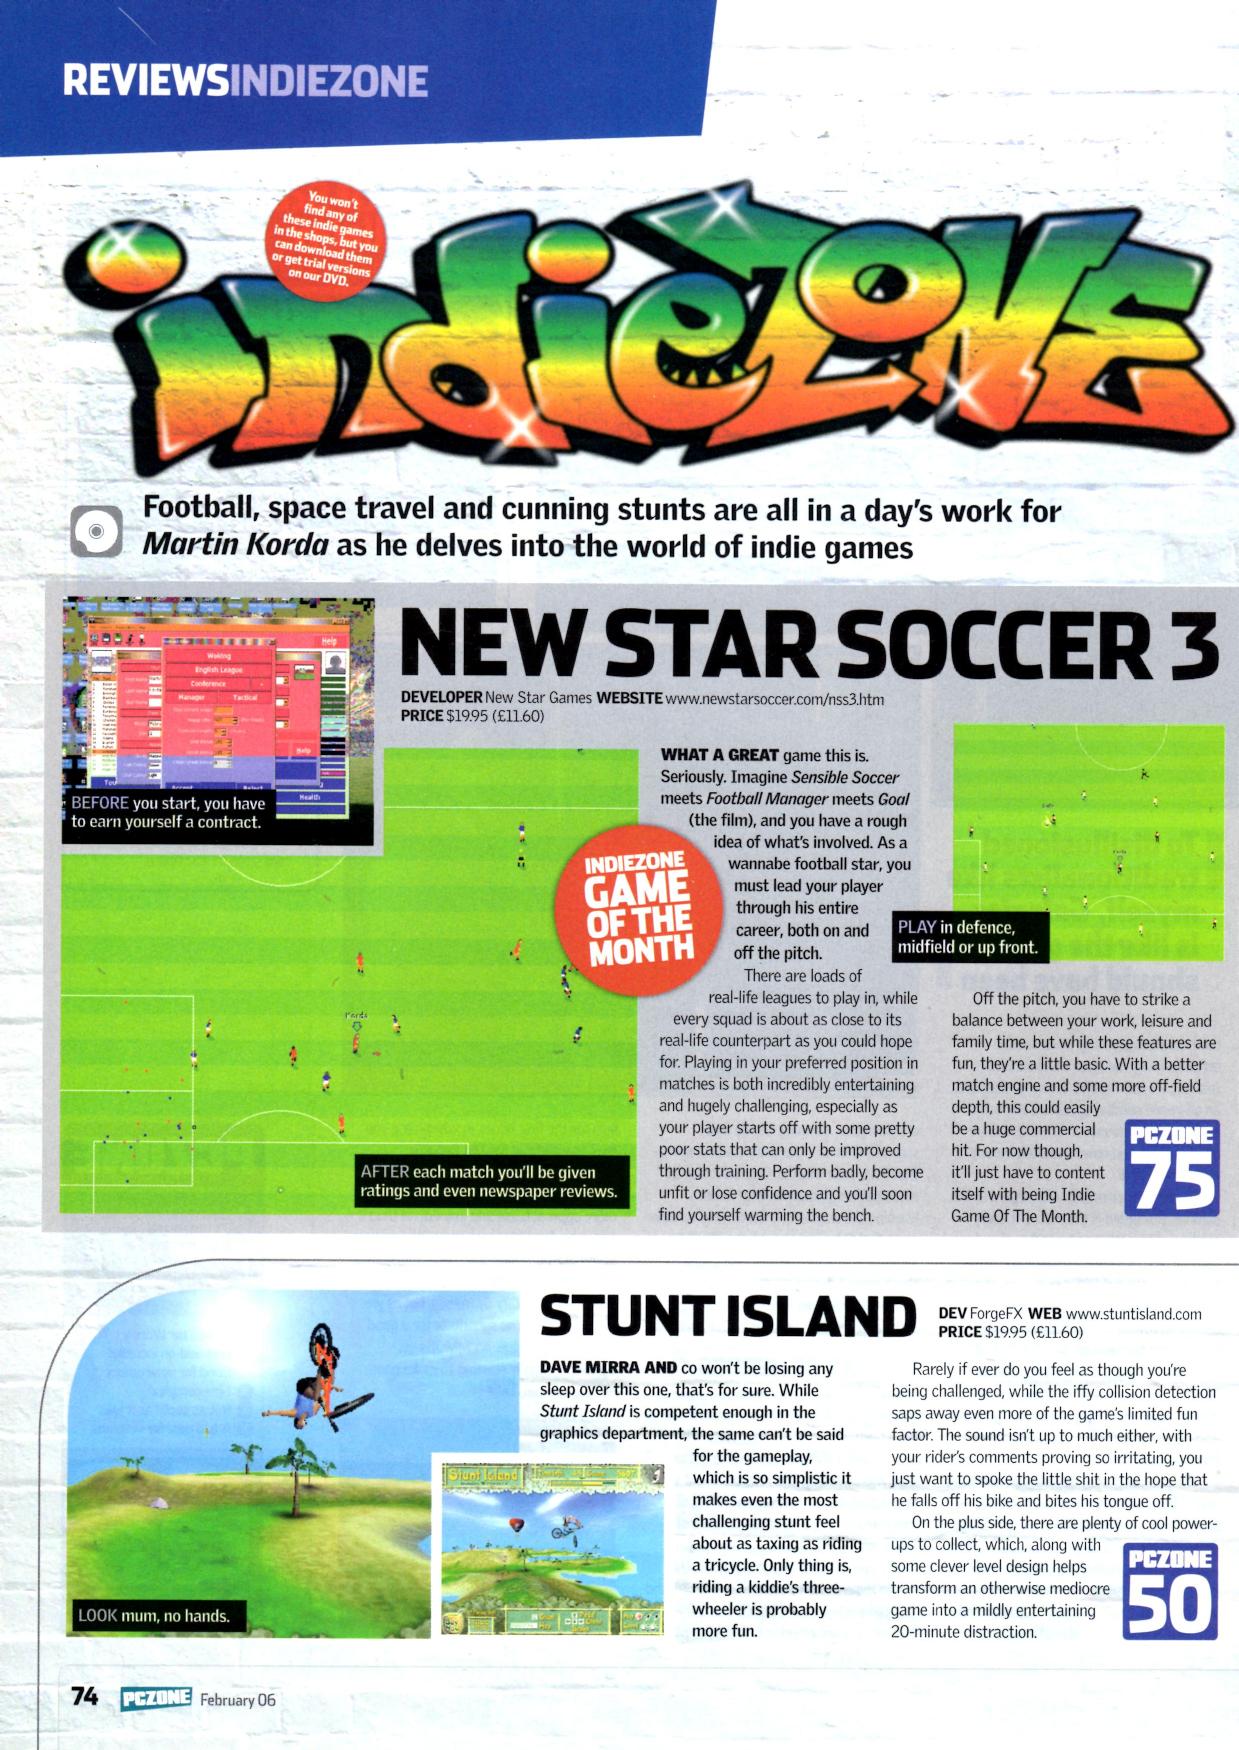 REVIEWSINDIEZONE
You won't
find any of
these indie games
in the shops, but you
can download them
or get trial versions
on our DVD.
indiezone
Football, space travel and cunning stunts are all in a day's work for
Martin Korda as he delves into the world of indie games
NEW STAR SOCCER 3
DEVELOPER New Star Games WEBSITE www.newstarsoccer.com/nss3.htm
PRICE $19.95 (£11.60)
Help
Woking
English League
Conference
Manager Tactical
Help
Health
BEFORE you start, you have
to earn yourself a contract.
Korda
AFTER each match you'll be given
ratings and even newspaper reviews.
INDIEZONE
GAME
OF THE
MONTH
WHAT A GREAT game this is.
Seriously. Imagine Sensible Soccer
meets Football Manager meets Goal
(the film), and you have a rough
idea of what's involved. As a
wannabe football star, you
must lead your player
through his entire
career, both on and
off the pitch.
There are loads of
real-life leagues to play in, while
every squad is about as close to its
real-life counterpart as you could hope
for. Playing in your preferred position in
matches is both incredibly entertaining
and hugely challenging, especially as
your player starts off with some pretty
poor stats that can only be improved
through training. Perform badly, become
unfit or lose confidence and you'll soon
find yourself warming the bench.
PLAY in defence,
midfield or up front.
Off the pitch, you have to strike a
balance between your work, leisure and
family time, but while these features are
fun, they're a little basic. With a better
match engine and some more off-field
depth, this could easily
be a huge commercial
hit. For now though,
it'll just have to content
itself with being Indie
Game Of The Month.
PCZONE
75
STUNT ISLAND
DEV ForgeFX WEB www.stuntisland.com
PRICE $19.95 (£11.60)
LOOK mum, no hands.
Stunt Island
DAVE MIRRA AND co won't be losing any
sleep over this one, that's for sure. While
Stunt Island is competent enough in the
graphics department, the same can't be said
for the gameplay,
which is so simplistic it
makes even the most
challenging stunt feel
about as taxing as riding
a tricycle. Only thing is,
riding a kiddie's three-
wheeler is probably
more fun.
Rarely if ever do you feel as though you're
being challenged, while the iffy collision detection
saps away even more of the game's limited fun
factor. The sound isn't up to much either, with
your rider's comments proving so irritating, you
just want to spoke the little shit in the hope that
he falls off his bike and bites his tongue off.
On the plus side, there are plenty of cool power-
ups to collect, which, along with
some clever level design helps
transform an otherwise mediocre
game into a mildly entertaining
20-minute distraction.
PCZONE
50
74 PCZONE February 06